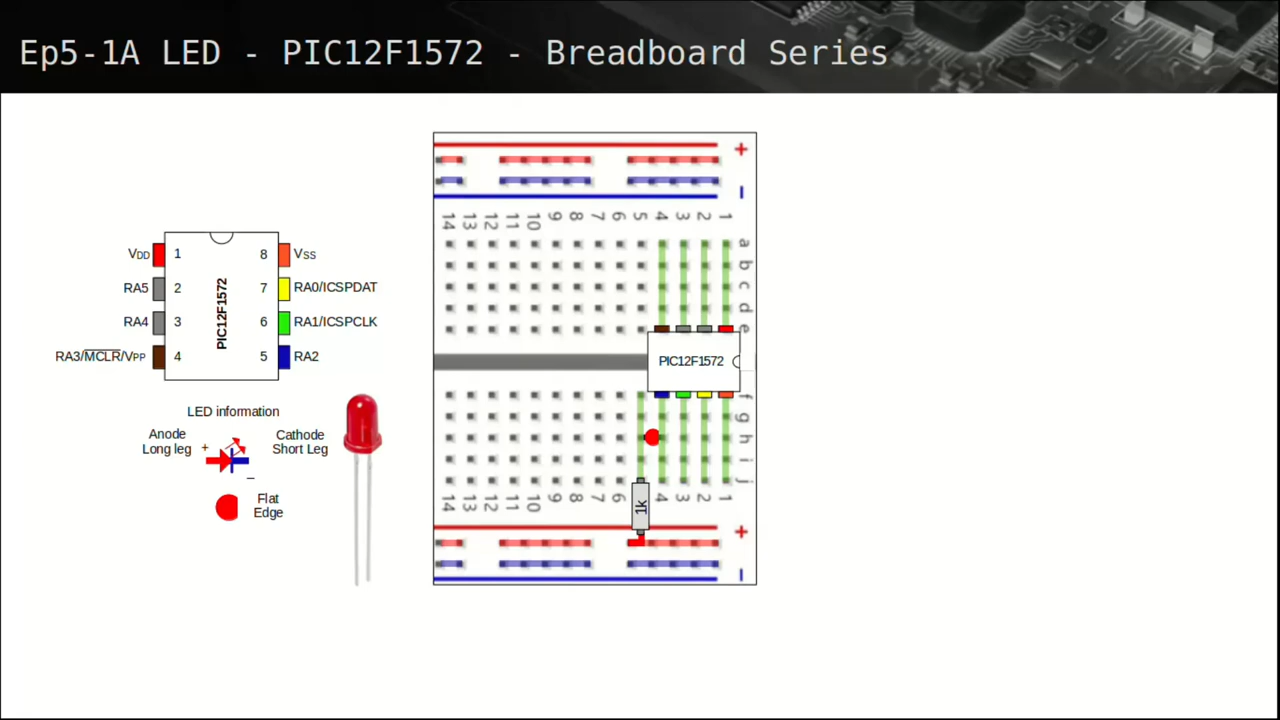 Ep5-1A LED - PIC12F1572 - Breadboard Series
+
-
14 13 12 11 10 9 8 7 6 5 4 3 2 1
a
b
c
d
e
VDD 1 8 VSS
RA5 2 7 RA0/ICSPDAT
RA4 3 6 RA1/ICSPCLK
RA3/MCLR/VPP 4 5 RA2
PIC12F1572
PIC12F1572
f
g
h
i
j
LED information
Anode
Long leg
+
−
Cathode
Short Leg
Flat
Edge
14 13 12 11 10 9 8 7 6 4 3 2 1
1k
+
-